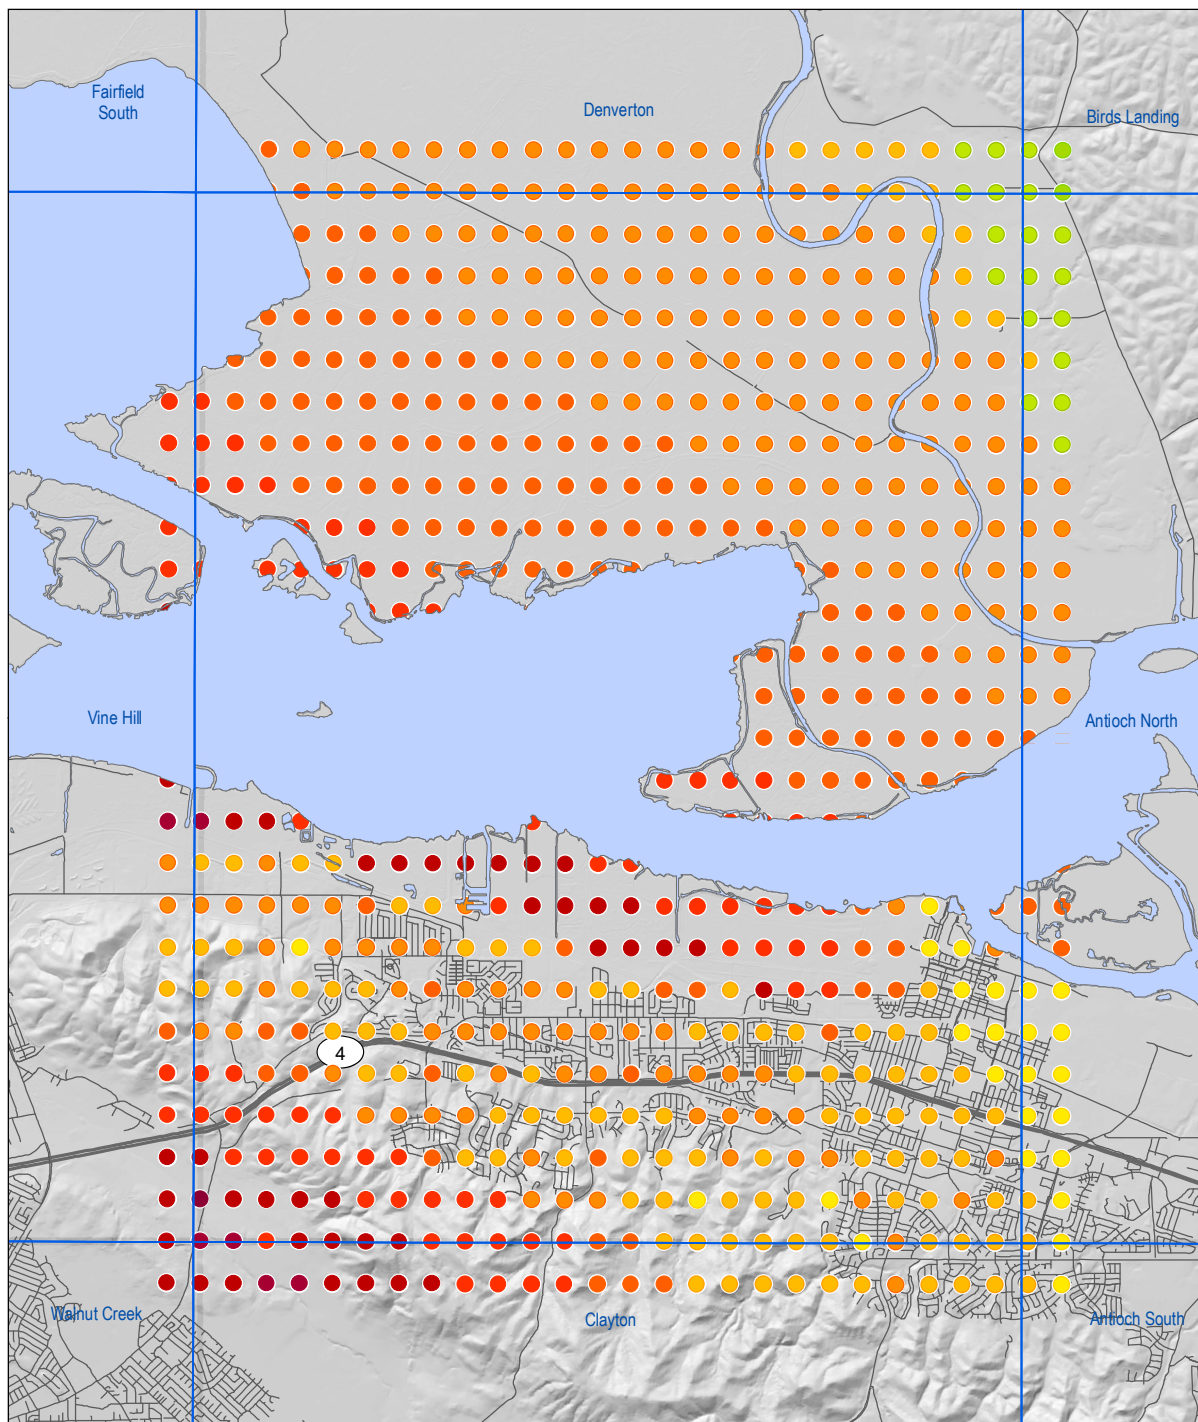 Fairfield
South
Denverton
Birds Landing
Vine Hill
Antioch North
4
Walnut Creek
Clayton
Antioch South